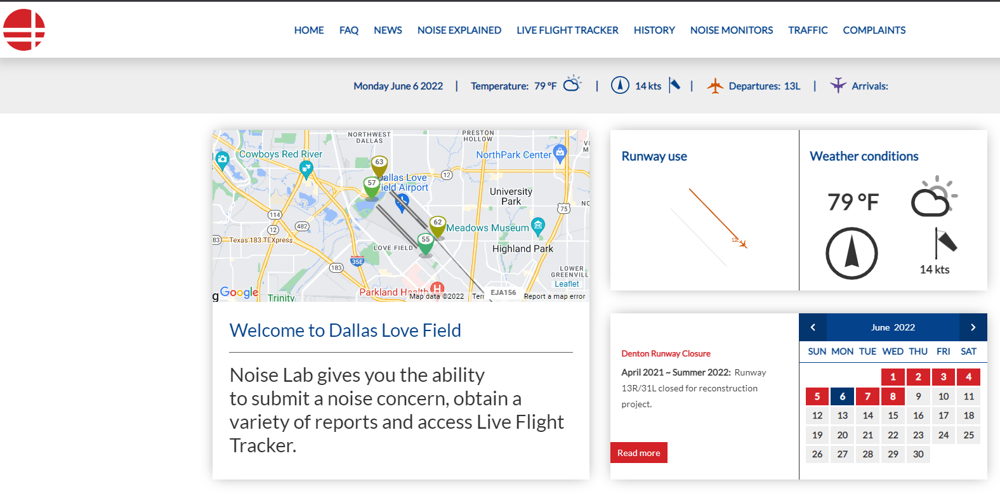 HOME FAQ NEWS NOISE EXPLAINED LIVE FLIGHT TRACKER HISTORY NOISE MONITORS TRAFFIC COMPLAINTS
Monday June 6 2022 | Temperature: 79 °F | 14 kts | Departures: 13L | Arrivals:
NORTHWEST
DALLAS
PRESTON
HOLLOW
Cowboys Red River
NorthPark Center
63
12
Dallas Love
Field Airport
57
University
Park
75
114
482
12
62
Meadows Museum
183
Texas 183 TEXpress
55
LOVE FIELD
Highland Park
35E
183
LOWER
GREENVILL
Leaflet
Google
Trinity
Parkland Health
H
Map data ©2022
EJA156
Report a map error
Welcome to Dallas Love Field
Noise Lab gives you the ability
to submit a noise concern, obtain a
variety of reports and access Live Flight
Tracker.
Runway use
13L
Weather conditions
79 °F
14 kts
Denton Runway Closure
April 2021 ~ Summer 2022: Runway
13R/31L closed for reconstruction
project.
Read more
June 2022
SUN MON TUE WED THU FRI SAT
1 2 3 4
5 6 7 8 9 10 11
12 13 14 15 16 17 18
19 20 21 22 23 24 25
26 27 28 29 30